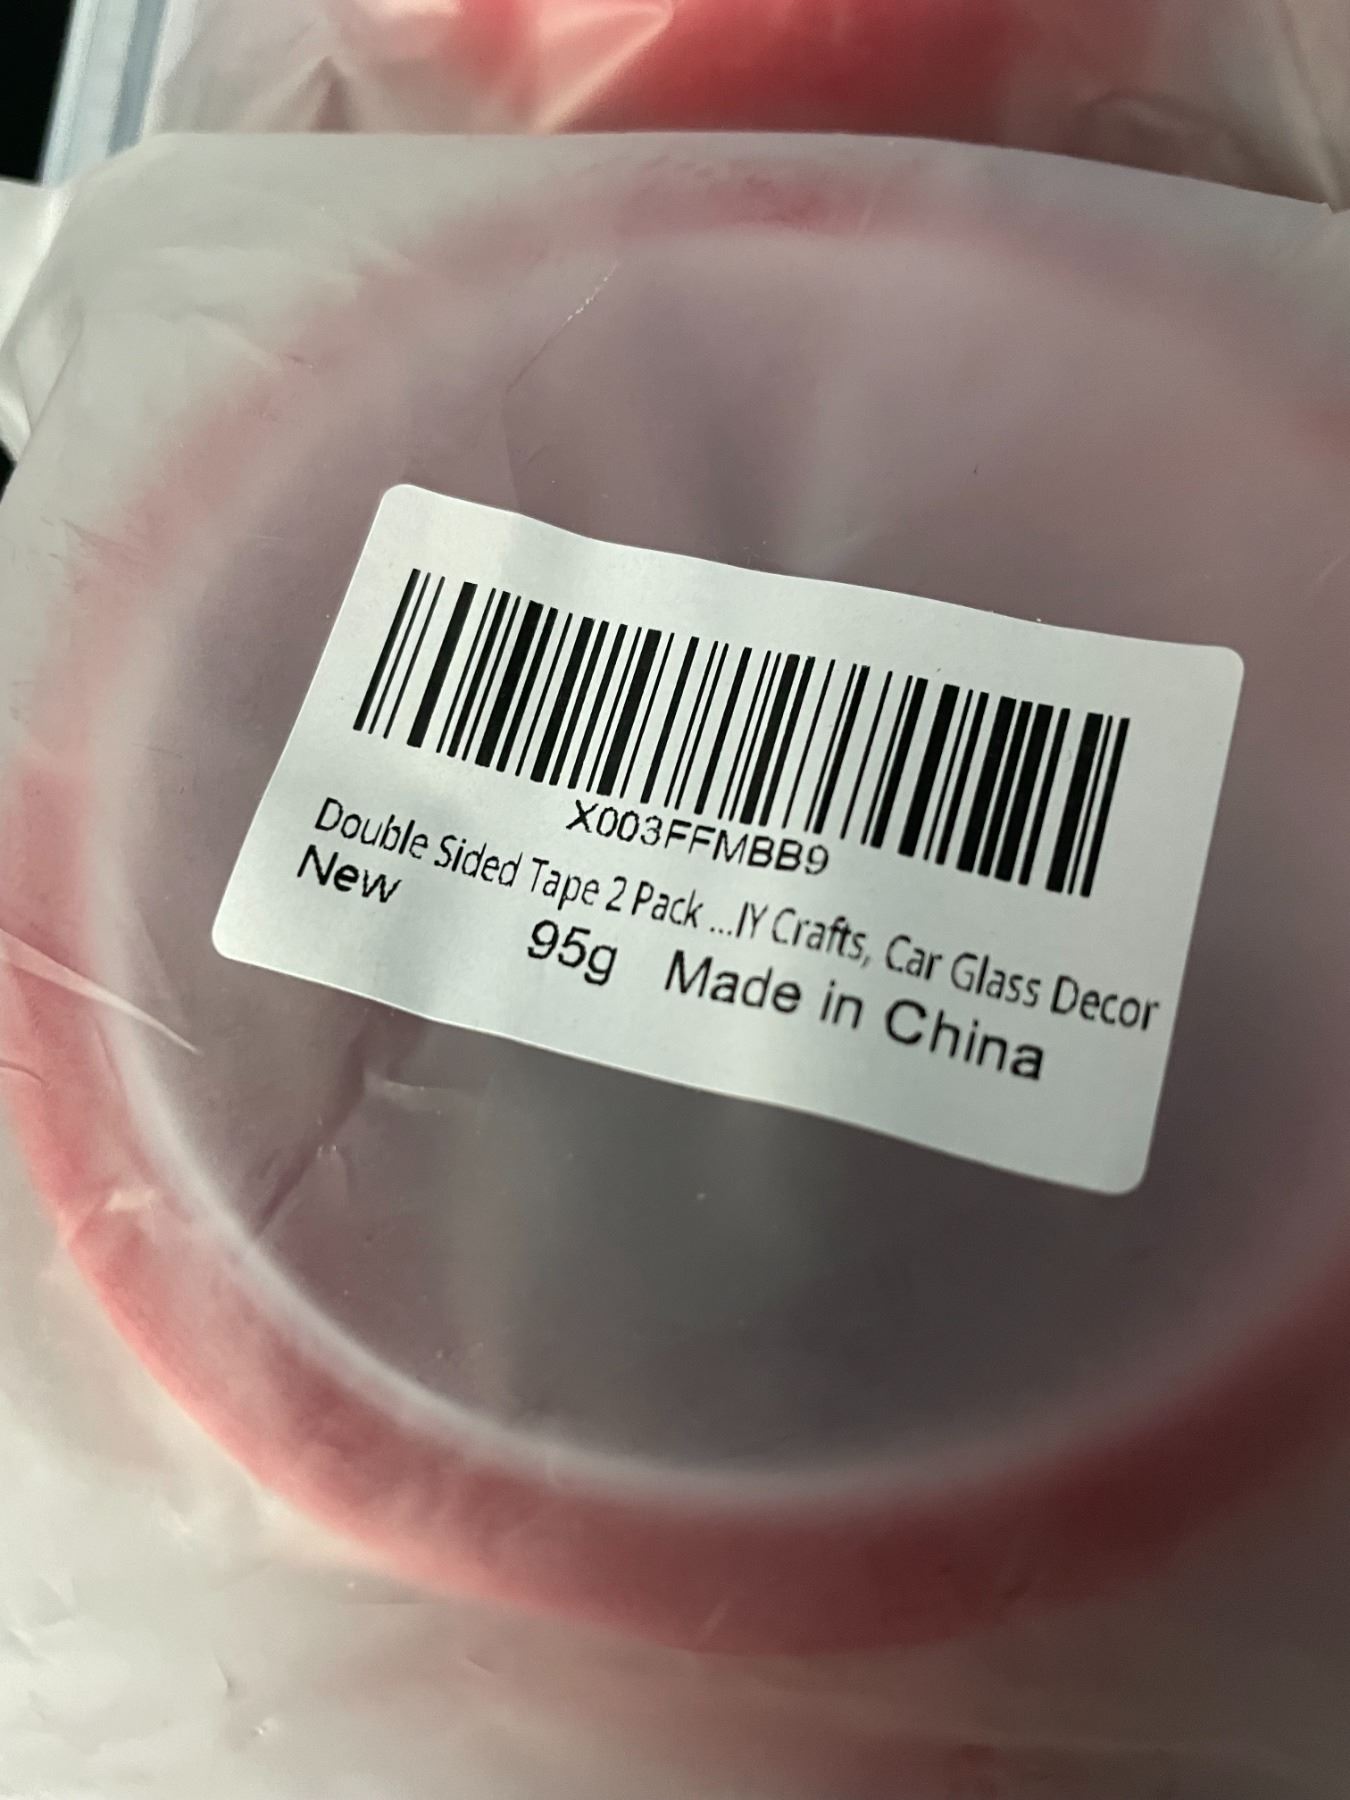 X003FFMBB9
Double Sided Tape 2 Pack ...IY Crafts, Car Glass Decor
New
95g Made in China